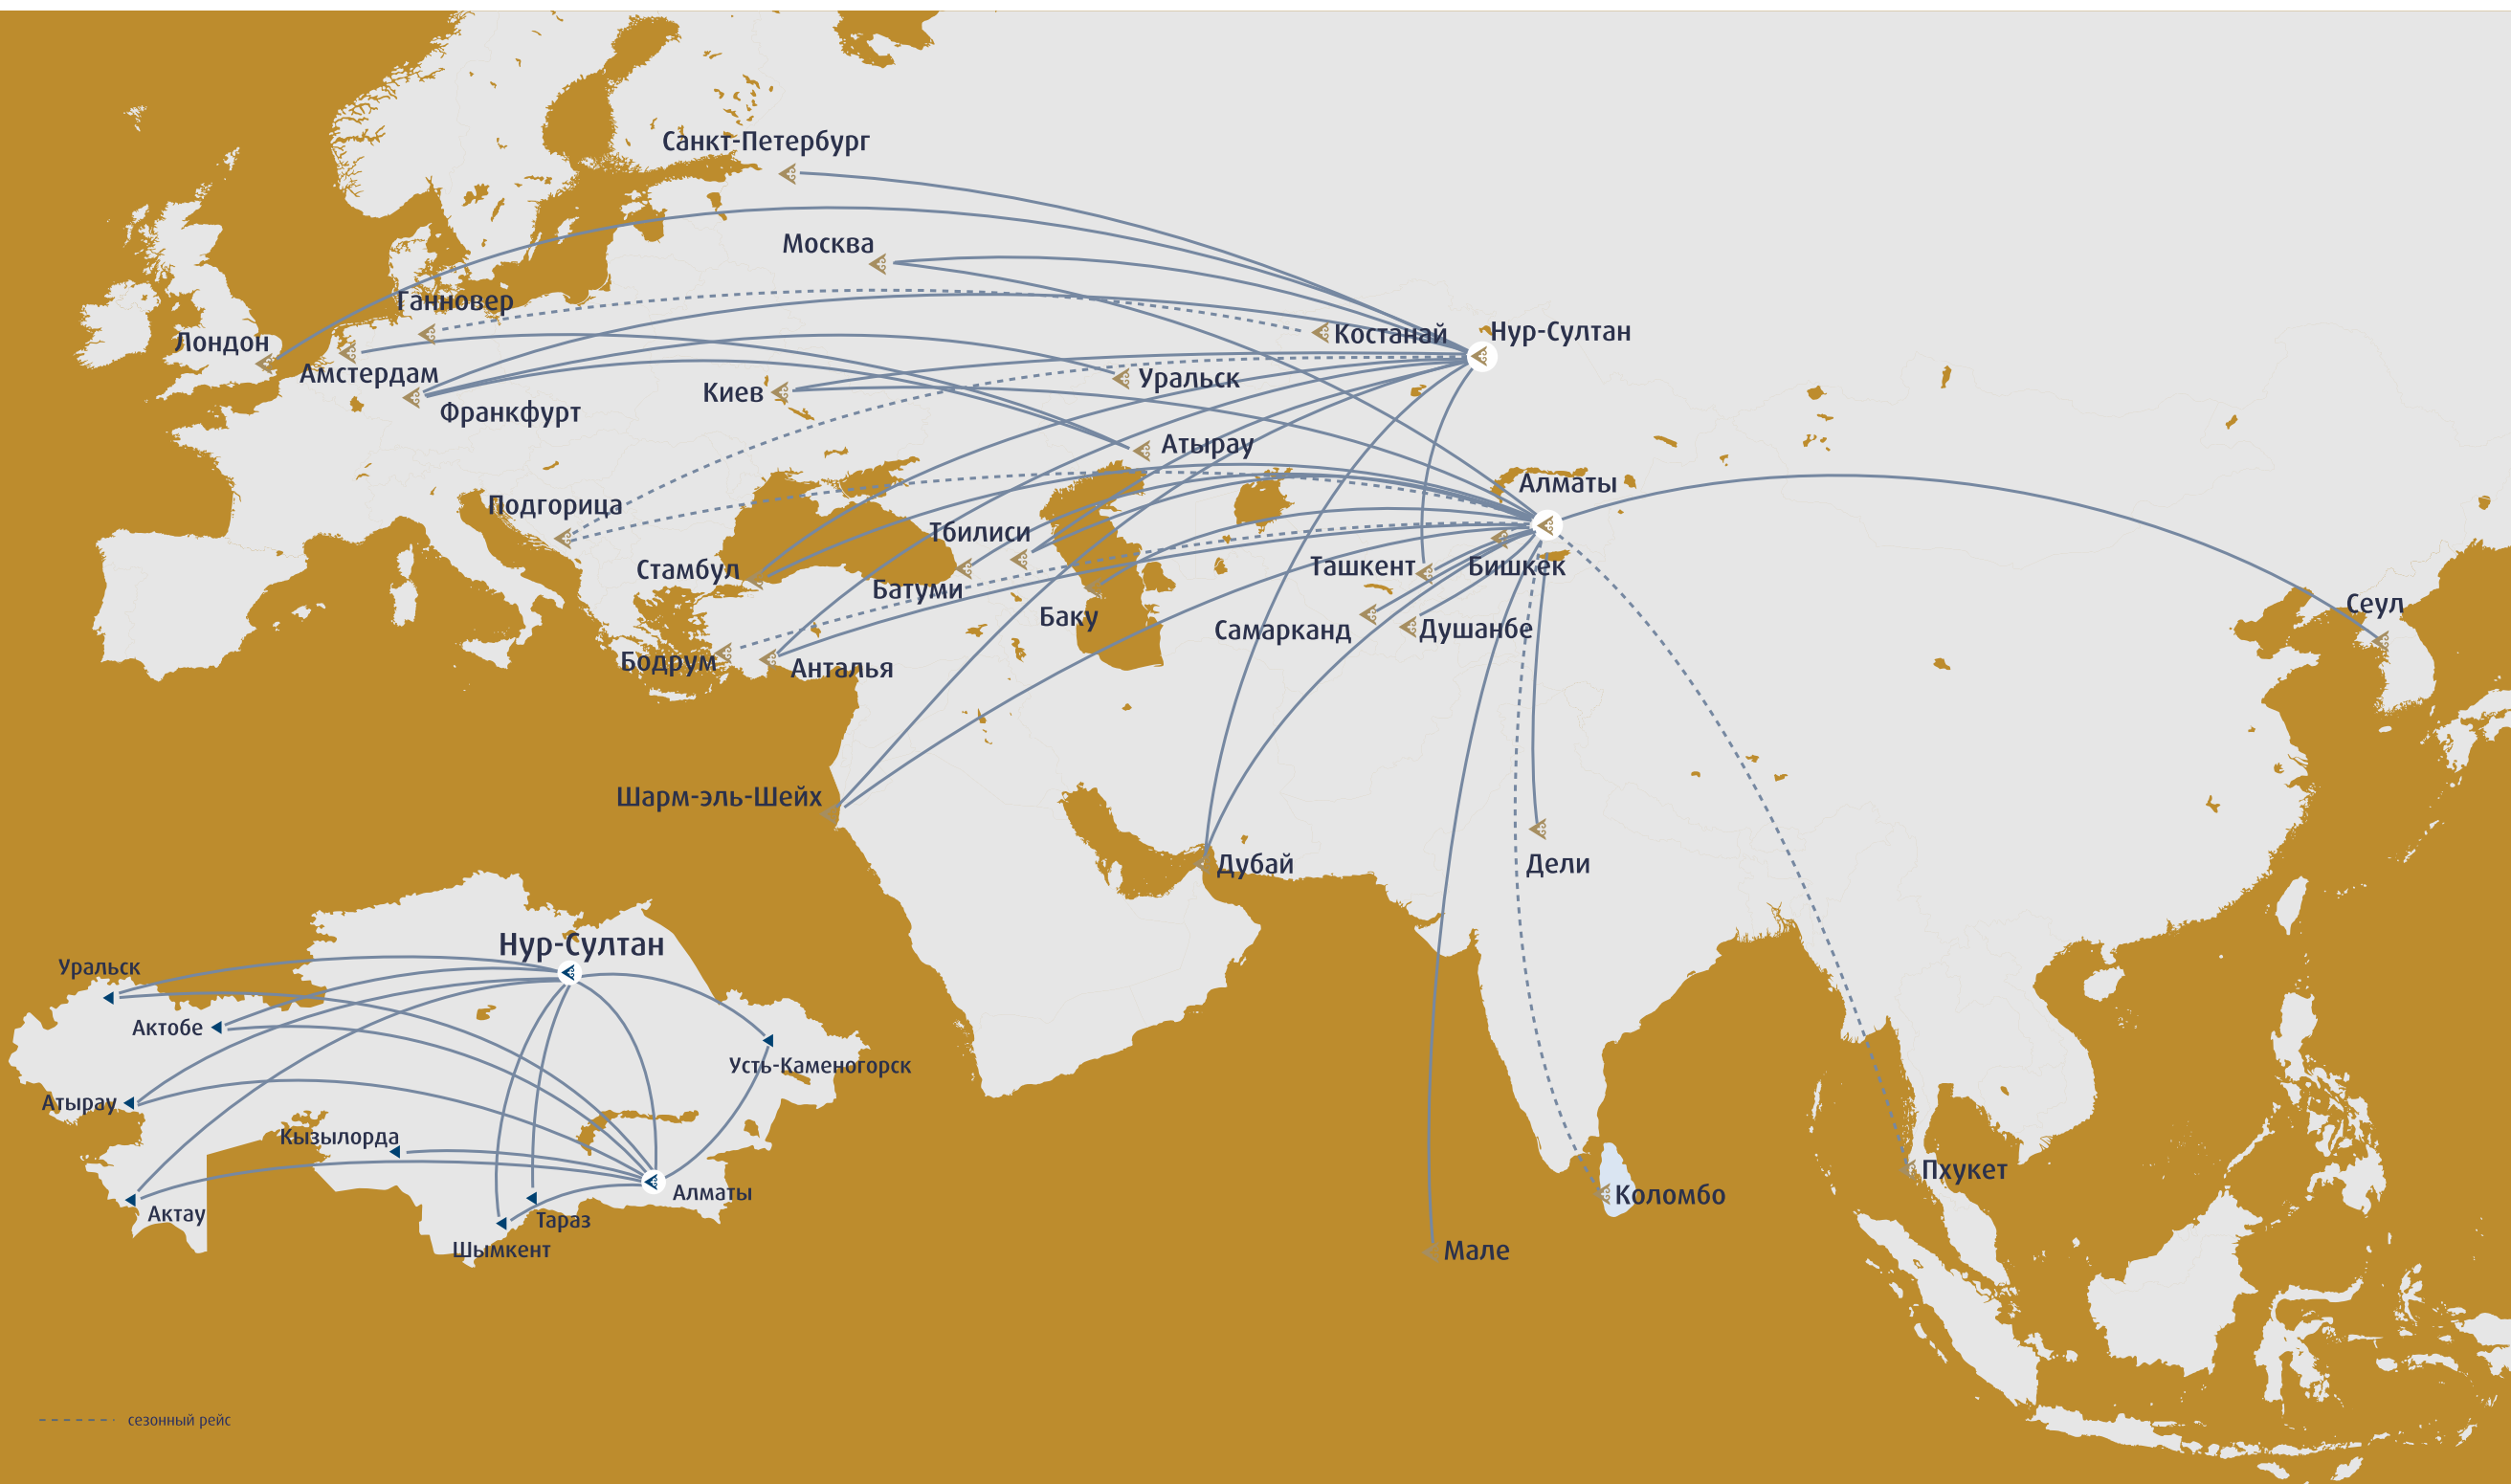 Санкт-Петербург
Москва
Ганновер
Лондон
Костанай
Нур-Султан
Амстердам
Уральск
Киев
Франкфурт
Атырау
Алматы
Подгорица
Тбилиси
Стамбул
Ташкент
Бишкек
Батуми
Сеул
Баку
Самарканд
Душанбе
Бодрум
Анталья
Шарм-эль-Шейх
Дубай
Дели
Пхукет
Коломбо
Мале
Нур-Султан
Уральск
Актобе
Усть-Каменогорск
Атырау
Кызылорда
Алматы
Актау
Тараз
Шымкент
сезонный рейс